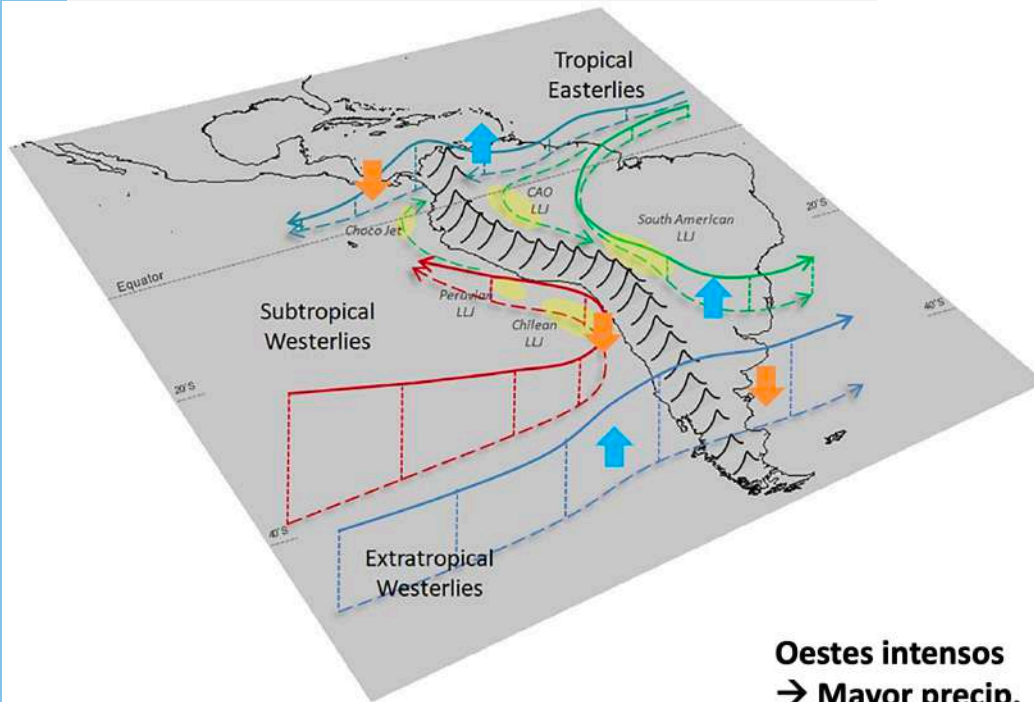 Tropical
Easterlies
CAO
LLJ
South American
LLJ
20°S
Choco Jet
Equator
40°S
Peruvian
LLJ
Subtropical
Westerlies
Chilean
LLJ
20°S
40°S
Extratropical
Westerlies
Oestes intensos
→ Mayor precip.